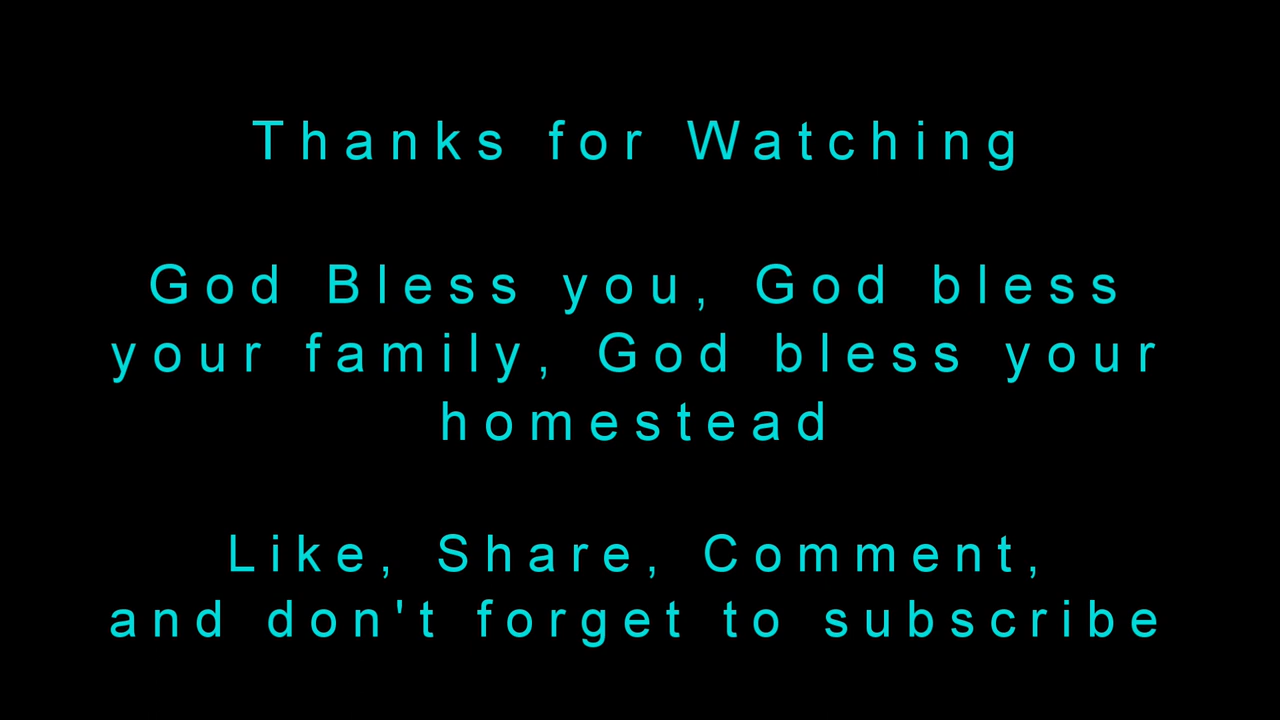 Thanks for Watching
God Bless you, God bless
your family, God bless your
homestead
Like, Share, Comment,
and don't forget to subscribe